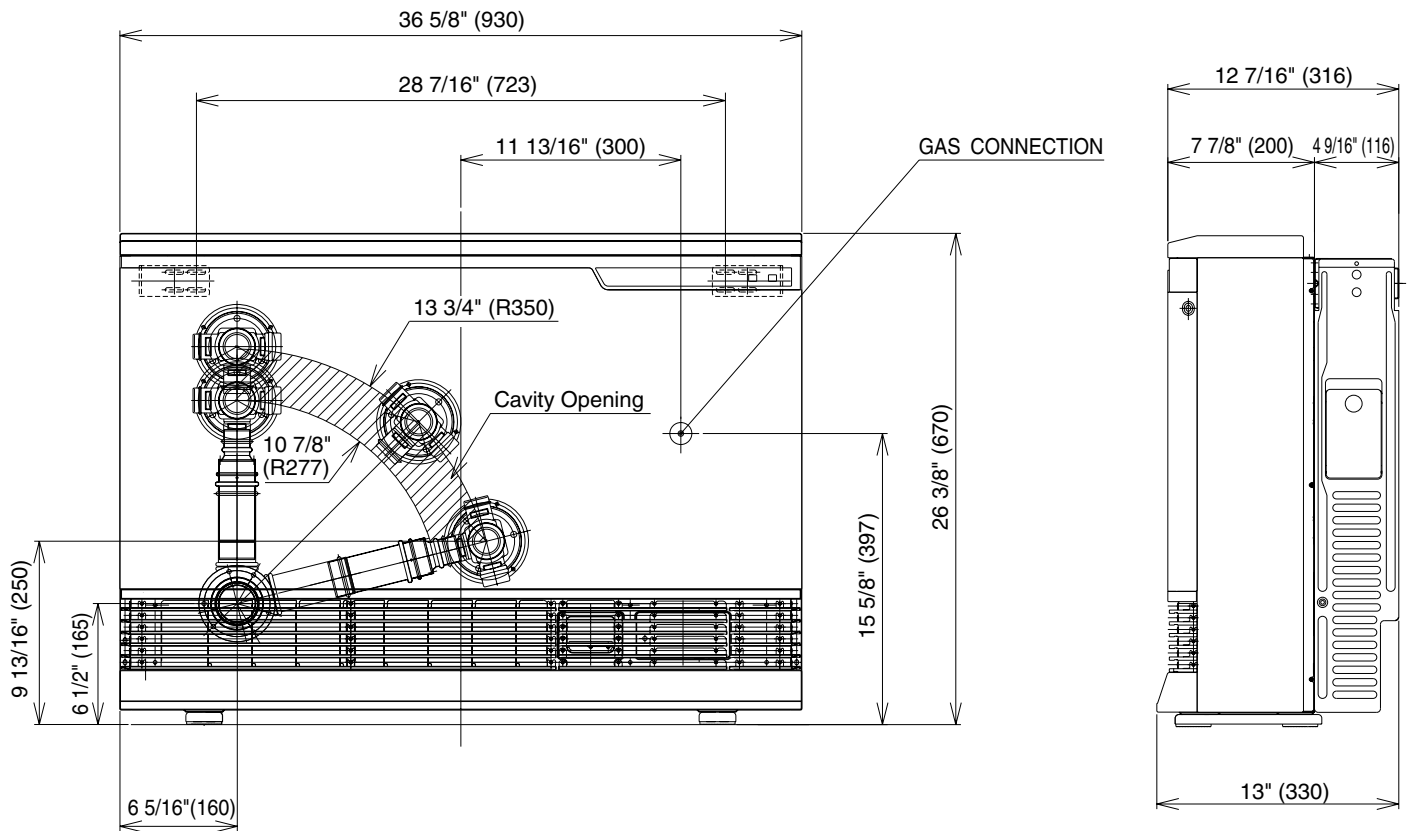 36 5/8" (930)
28 7/16" (723)
11 13/16" (300)
GAS CONNECTION
12 7/16" (316)
7 7/8" (200)
4 9/16" (116)
13 3/4" (R350)
Cavity Opening
10 7/8"
(R277)
9 13/16" (250)
6 1/2" (165)
15 5/8" (397)
26 3/8" (670)
6 5/16"(160)
13" (330)